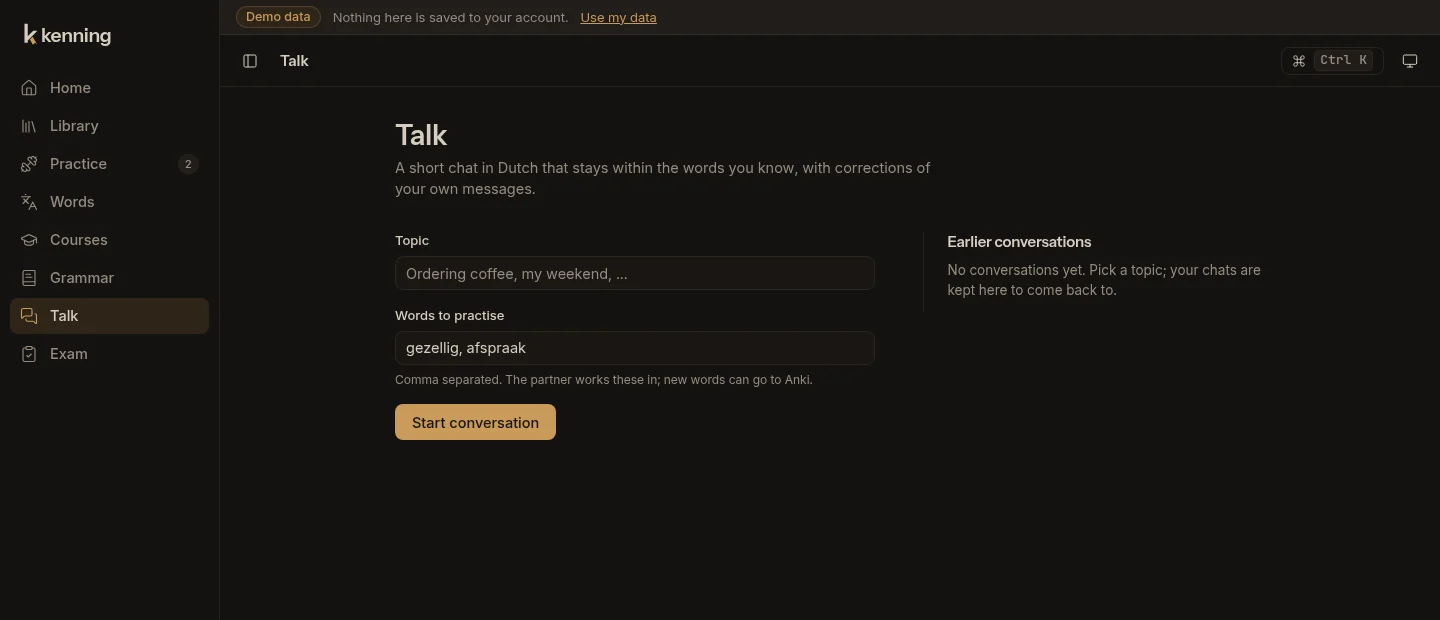 kenning
Home
Library
Practice 2
Words
Courses
Grammar
Talk
Exam
Demo data Nothing here is saved to your account. Use my data
Talk
⌘ Ctrl K
Talk
A short chat in Dutch that stays within the words you know, with corrections of
your own messages.
Topic
Ordering coffee, my weekend, ...
Words to practise
gezellig, afspraak
Comma separated. The partner works these in; new words can go to Anki.
Start conversation
Earlier conversations
No conversations yet. Pick a topic; your chats are
kept here to come back to.